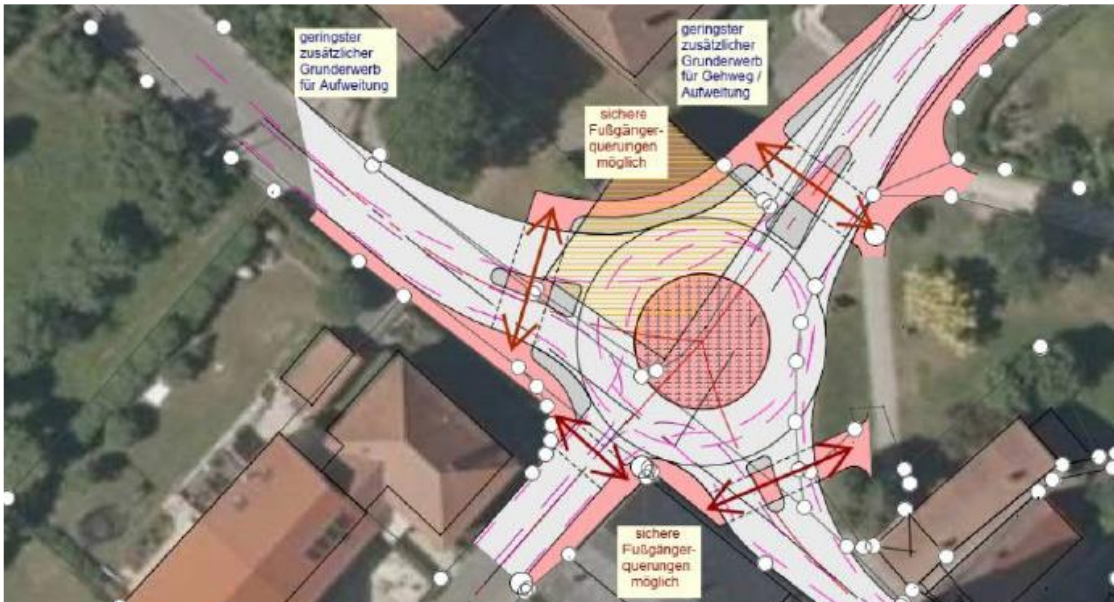 geringster
zusätzlicher
Grunderwerb
für Aufweitung
geringster
zusätzlicher
Grunderwerb
für Gehweg /
Aufweitung
sichere
Fußgänger-
querungen
möglich
sichere
Fußgänger-
querungen
möglich